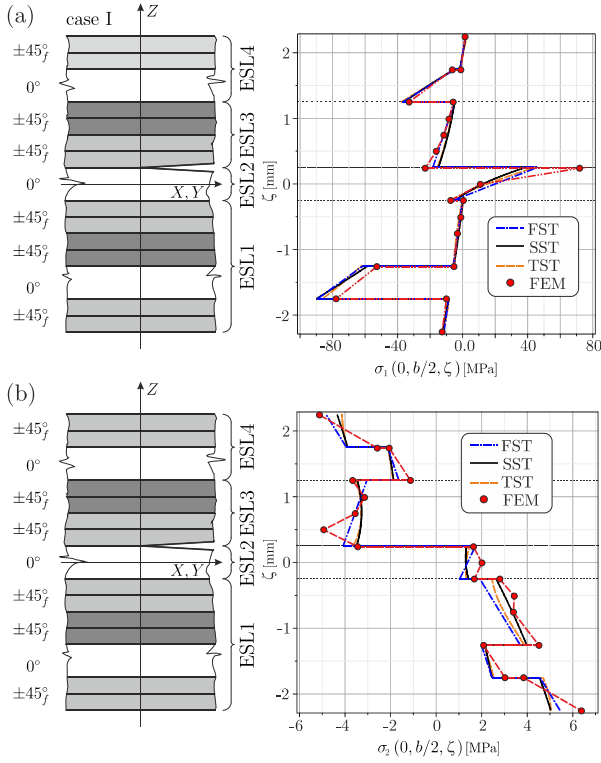 (a)
case I
Z
±45°f
0°
±45°f
±45°f
0°
±45°f
±45°f
0°
±45°f
X, Y
ESL4
ESL3
ESL2
ESL1
2
1
0
−1
−2
ζ [mm]
FST
SST
TST
FEM
-80
-40
0.0
40
80
σ1 (0, b/2, ζ) [MPa]
(b)
Z
±45°f
0°
±45°f
±45°f
0°
±45°f
±45°f
0°
±45°f
X, Y
ESL4
ESL3
ESL2
ESL1
2
1
0
-1
-2
ζ [mm]
FST
SST
TST
FEM
-6
-4
-2
0
2
4
6
σ2 (0, b/2, ζ) [MPa]